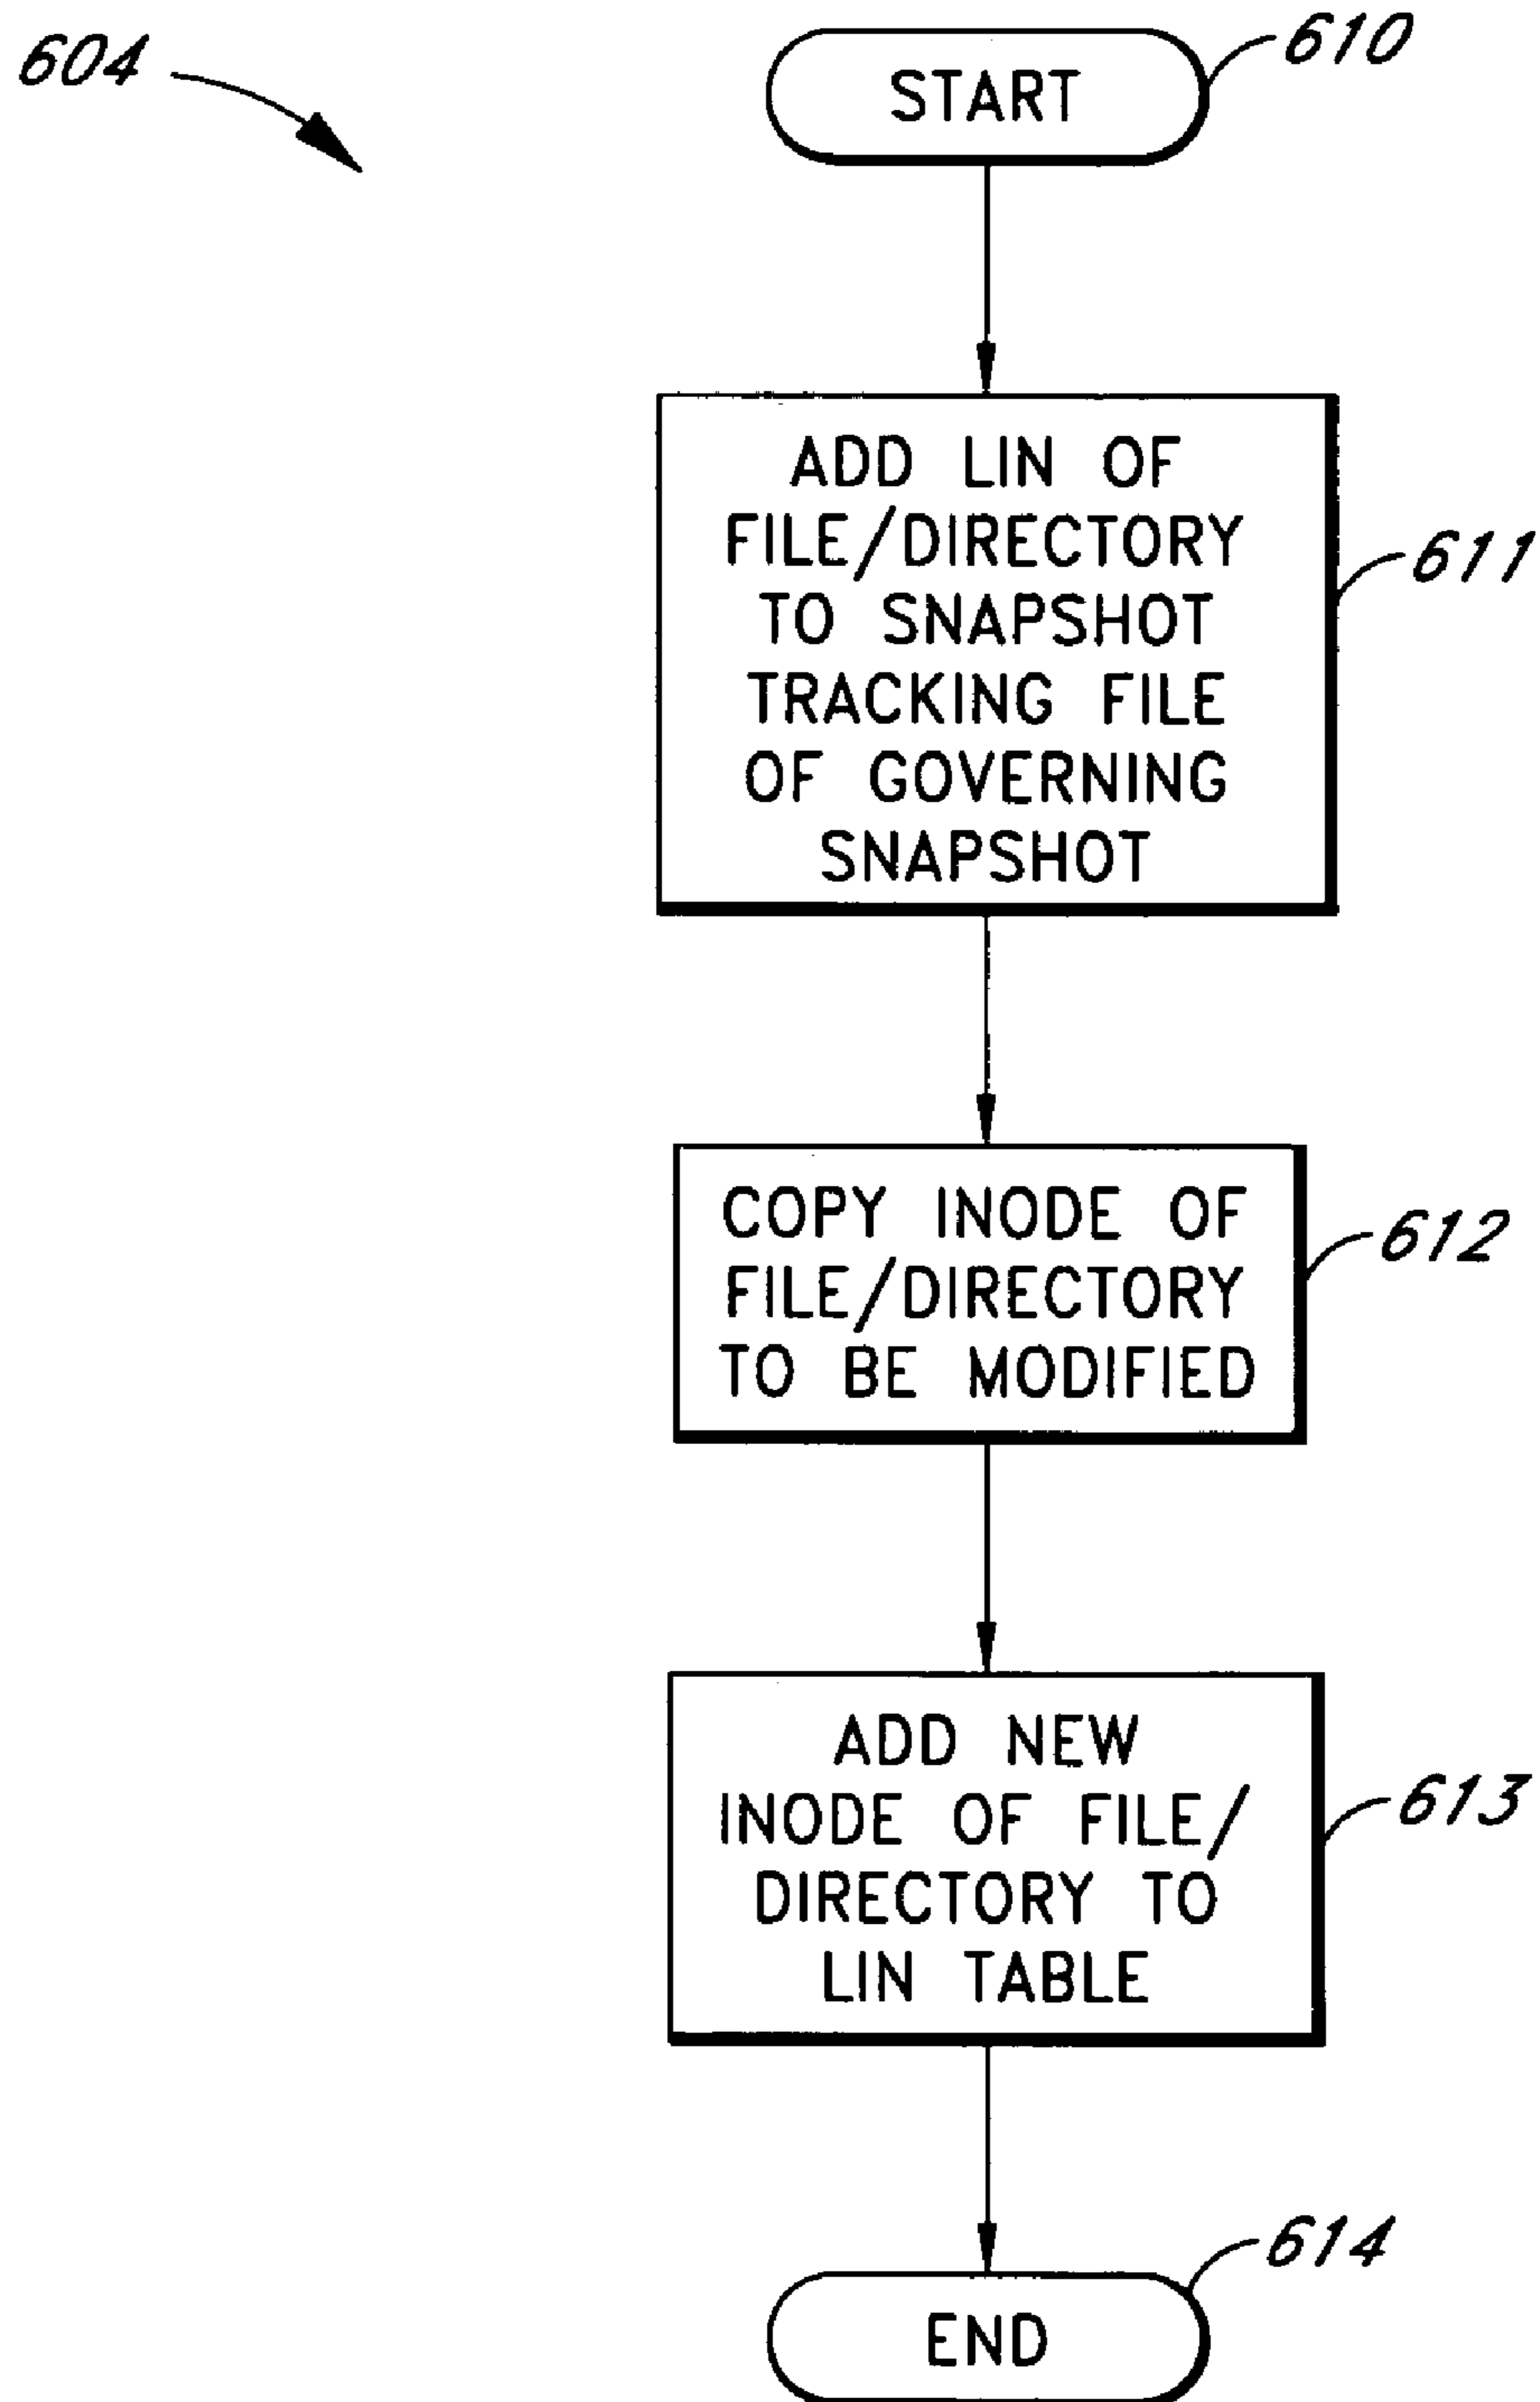 604
START
610
ADD LIN OF
FILE/DIRECTORY
TO SNAPSHOT
TRACKING FILE
OF GOVERNING
SNAPSHOT
611
COPY INODE OF
FILE/DIRECTORY
TO BE MODIFIED
612
ADD NEW
INODE OF FILE/
DIRECTORY TO
LIN TABLE
613
END
614